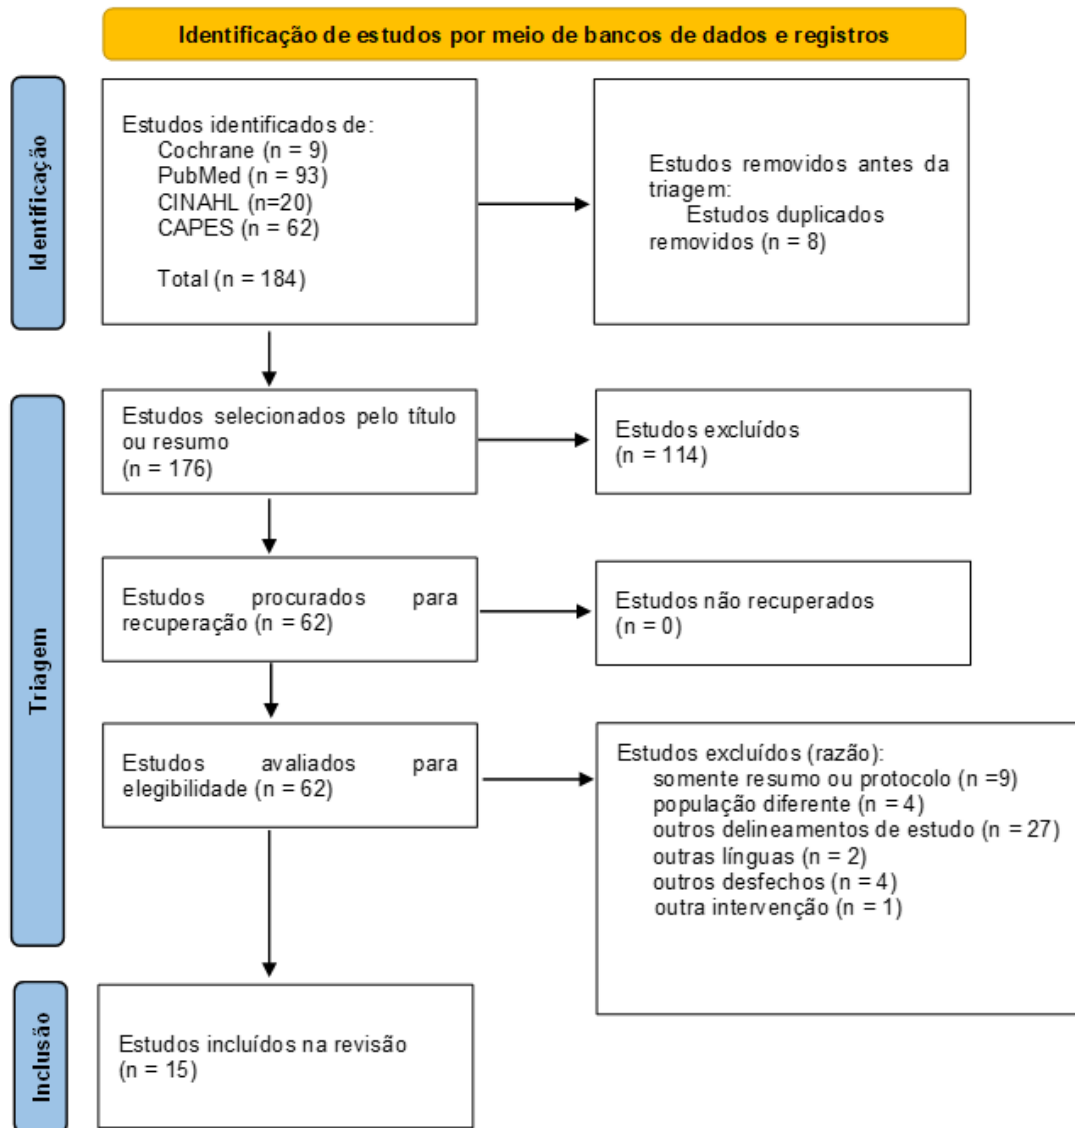 Identificação de estudos por meio de bancos de dados e registros
Identificação
Estudos identificados de:
Cochrane (n = 9)
PubMed (n = 93)
CINAHL (n=20)
CAPES (n = 62)
Total (n = 184)
Estudos removidos antes da
triagem:
Estudos duplicados
removidos (n = 8)
Triagem
Estudos selecionados pelo título
ou resumo
(n = 176)
Estudos excluídos
(n = 114)
Estudos procurados para
recuperação (n = 62)
Estudos não recuperados
(n = 0)
Estudos avaliados para
elegibilidade (n = 62)
Estudos excluídos (razão):
somente resumo ou protocolo (n =9)
população diferente (n = 4)
outros delineamentos de estudo (n = 27)
outras línguas (n = 2)
outros desfechos (n = 4)
outra intervenção (n = 1)
Inclusão
Estudos incluídos na revisão
(n = 15)